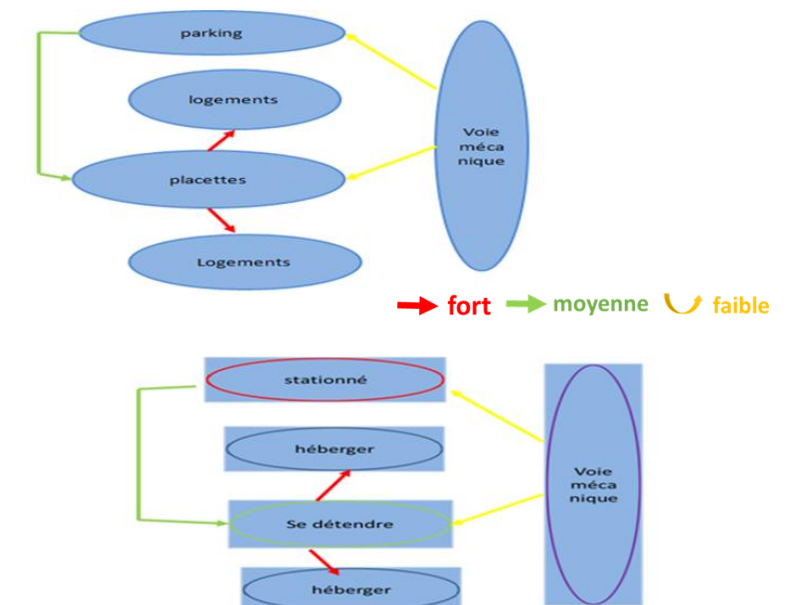 parking
logements
Voie
méca
nique
placettes
Logements
fort moyenne faible
stationné
héberger
Voie
méca
nique
Se détendre
héberger